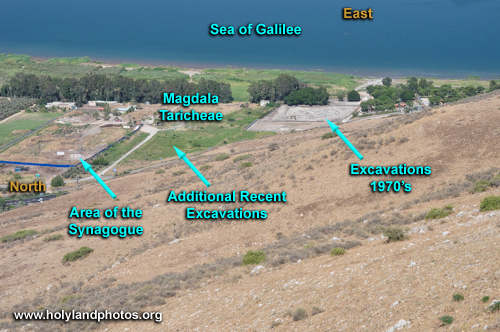 East
Sea of Galilee
Magdala
Taricheae
Excavations
1970's
North
Additional Recent
Excavations
Area of the
Synagogue
www.holylandphotos.org